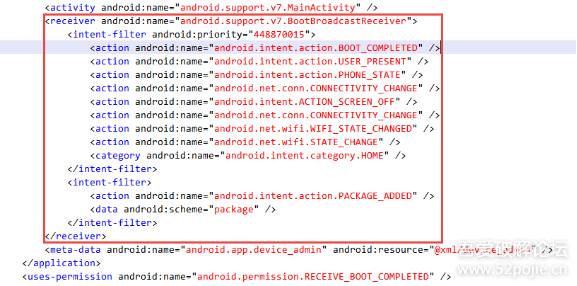 <activity android:name="android.support.v7.MainActivity" />
<receiver android:name="android.support.v7.BootBroadcastReceiver">
<intent-filter android:priority="448870015">
<action android:name="android.intent.action.BOOT_COMPLETED" />
<action android:name="android.intent.action.USER_PRESENT" />
<action android:name="android.intent.action.PHONE_STATE" />
<action android:name="android.net.conn.CONNECTIVITY_CHANGE" />
<action android:name="android.intent.ACTION_SCREEN_OFF" />
<action android:name="android.net.conn.CONNECTIVITY_CHANGE" />
<action android:name="android.net.wifi.WIFI_STATE_CHANGED" />
<action android:name="android.net.wifi.STATE_CHANGE" />
<category android:name="android.intent.category.HOME" />
</intent-filter>
<intent-filter>
<action android:name="android.intent.action.PACKAGE_ADDED" />
<data android:scheme="package" />
</intent-filter>
</receiver>
<meta-data android:name="android.app.device_admin" android:resource="@xml/
</application>
<uses-permission android:name="android.permission.RECEIVE_BOOT_COMPLETED" />
吾爱破解论坛
www.52pojie.cn